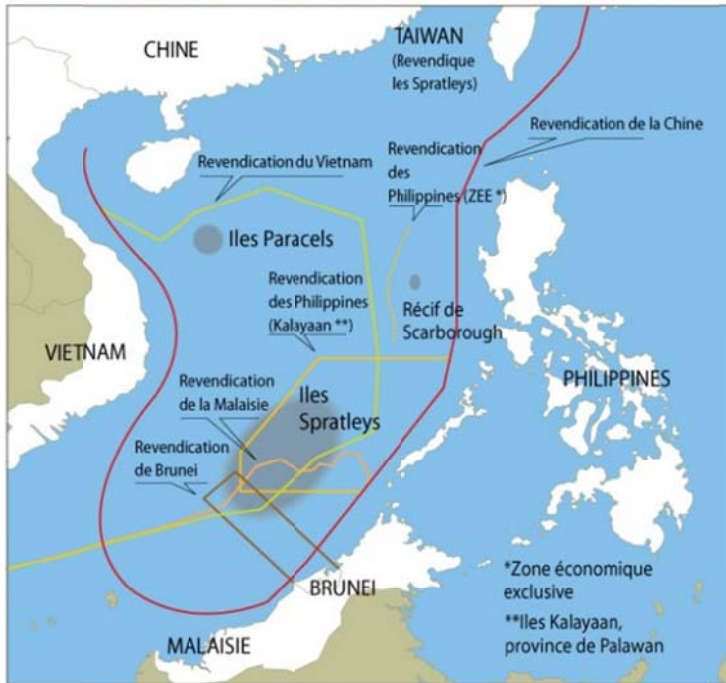 CHINE
TAIWAN
(Revendique
les Spratleys)
Revendication de la Chine
Revendication
des
Philippines (ZEE *)
Revendication du Vietnam
Iles Paracels
Revendication
des Philippines
(Kalayaan **)
Récif de
Scarborough
VIETNAM
PHILIPPINES
Revendication
de la Malaisie
Iles
Spratleys
Revendication
de Brunei
BRUNEI
MALAISIE
*Zone économique
exclusive
**Iles Kalayaan,
province de Palawan